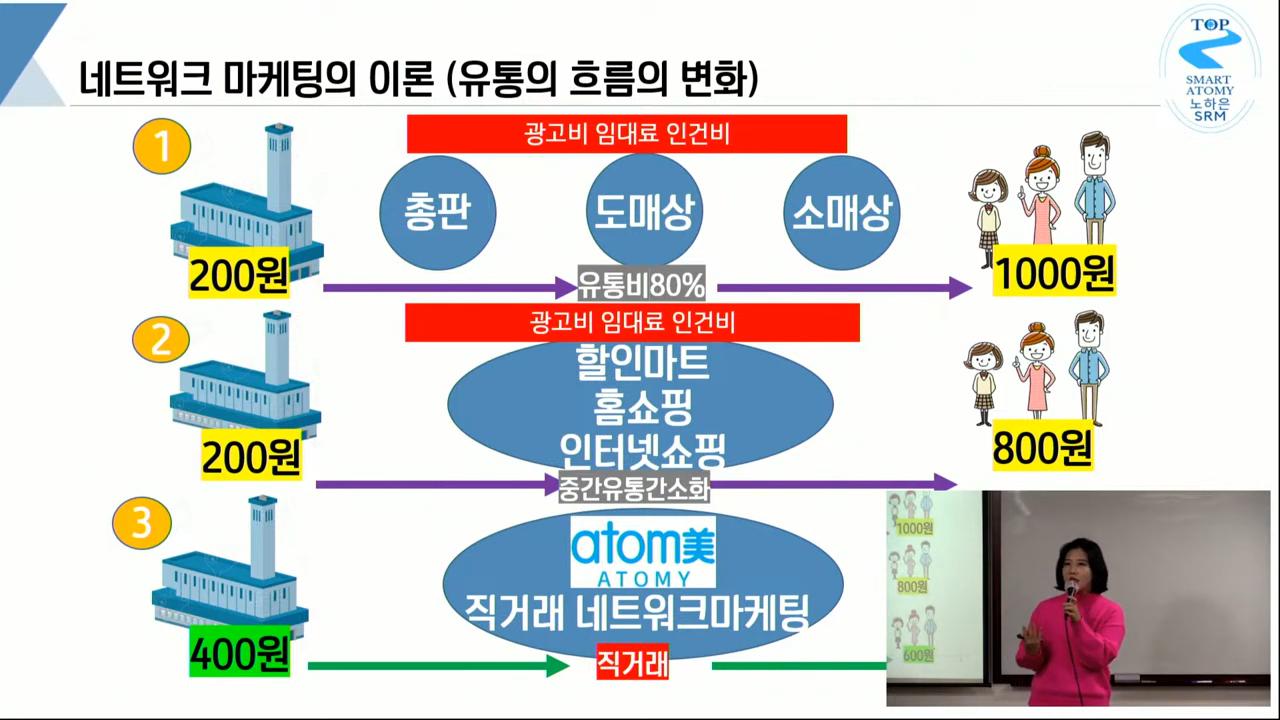 네트워크 마케팅의 이론 (유통의 흐름의 변화)
TOP
SMART
ATOMY
노하은
SRM
1
광고비 임대료 인건비
총판
도매상
소매상
200원
유통비80%
1000원
2
광고비 임대료 인건비
할인마트
홈쇼핑
인터넷쇼핑
200원
중간유통간소화
800원
3
atom美
ATOMY
직거래 네트워크마케팅
400원
직거래
1000원
800원
600원